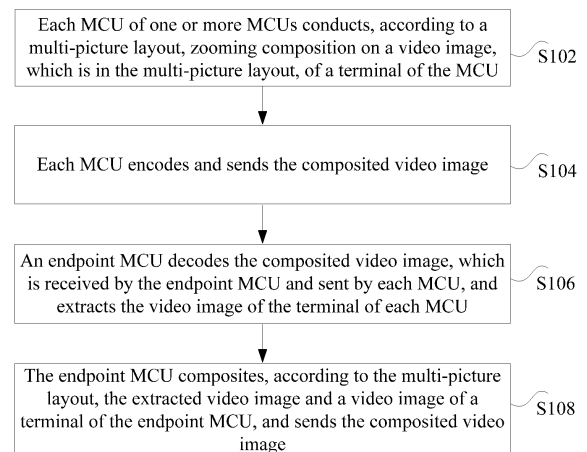 Each MCU of one or more MCUs conducts, according to a
multi-picture layout, zooming composition on a video image,
which is in the multi-picture layout, of a terminal of the MCU
S102
Each MCU encodes and sends the composited video image
S104
An endpoint MCU decodes the composited video image, which
is received by the endpoint MCU and sent by each MCU, and
extracts the video image of the terminal of each MCU
S106
The endpoint MCU composites, according to the multi-picture
layout, the extracted video image and a video image of a
terminal of the endpoint MCU, and sends the composited video
image
S108